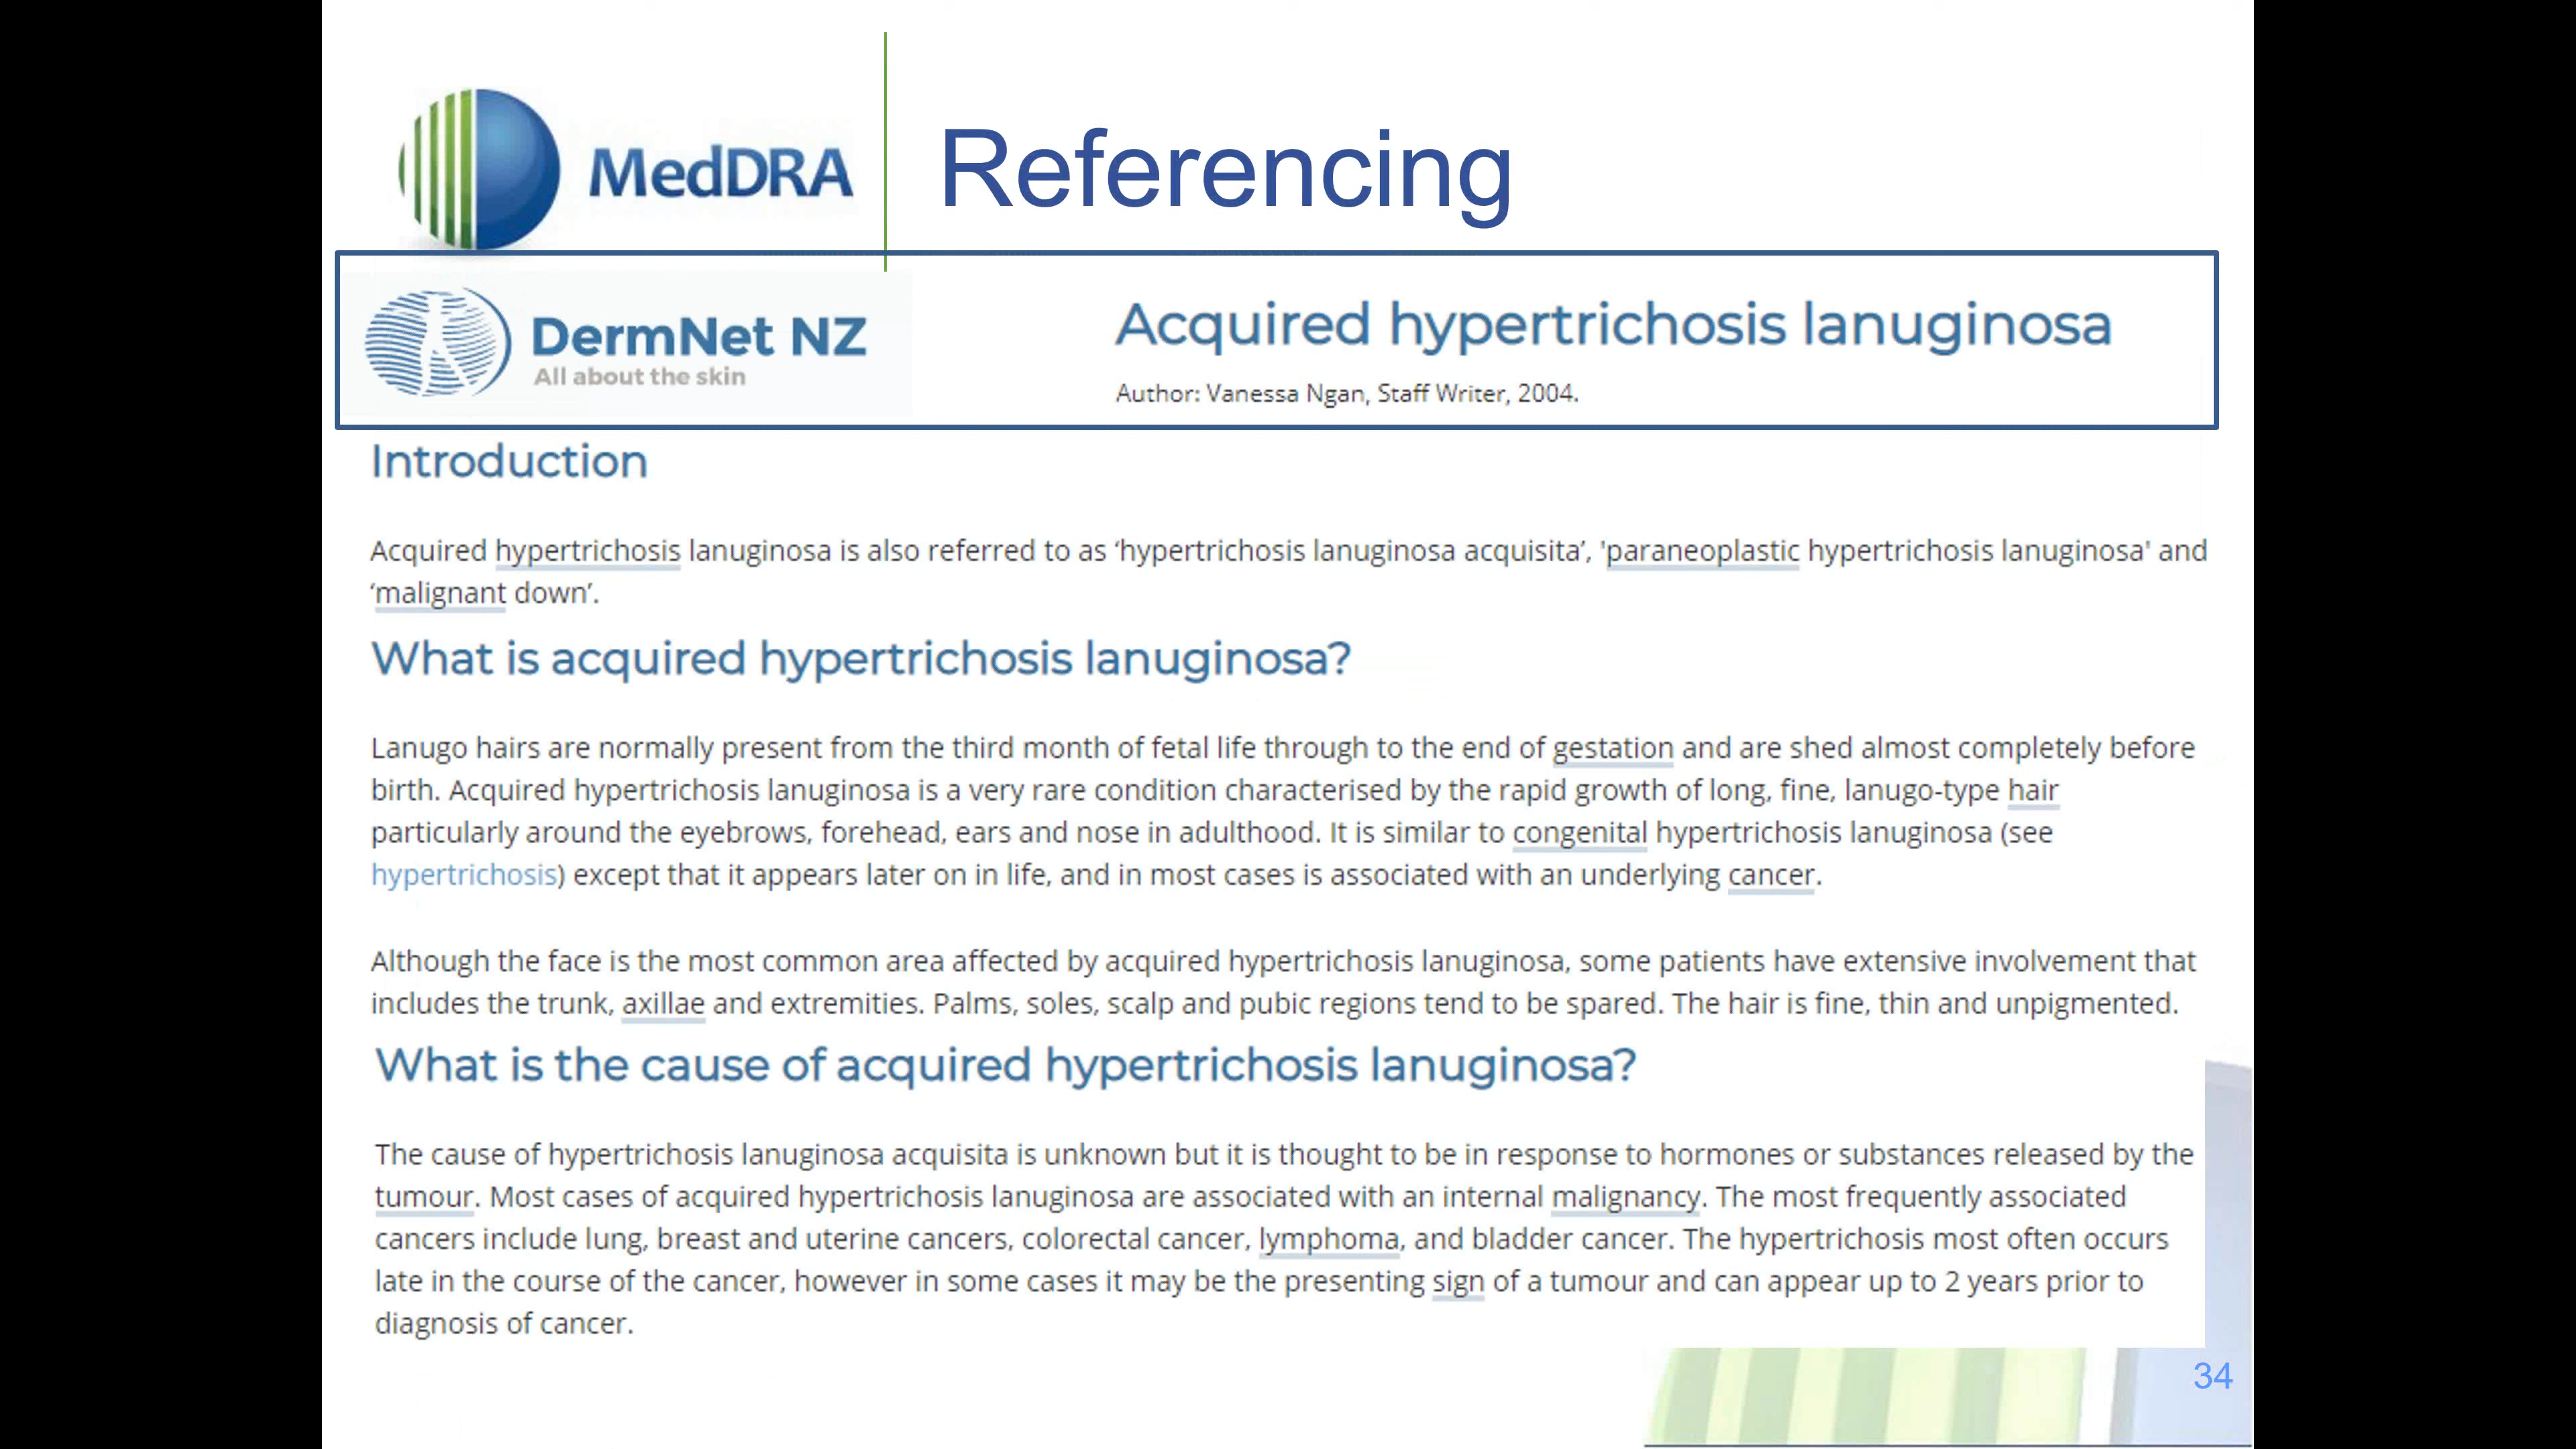 MedDRA
Referencing
DermNet NZ
All about the skin
Acquired hypertrichosis lanuginosa
Author: Vanessa Ngan, Staff Writer, 2004.
Introduction
Acquired hypertrichosis lanuginosa is also referred to as ‘hypertrichosis lanuginosa acquisita’, 'paraneoplastic hypertrichosis lanuginosa' and
‘malignant down’.
What is acquired hypertrichosis lanuginosa?
Lanugo hairs are normally present from the third month of fetal life through to the end of gestation and are shed almost completely before
birth. Acquired hypertrichosis lanuginosa is a very rare condition characterised by the rapid growth of long, fine, lanugo-type hair
particularly around the eyebrows, forehead, ears and nose in adulthood. It is similar to congenital hypertrichosis lanuginosa (see
hypertrichosis) except that it appears later on in life, and in most cases is associated with an underlying cancer.
Although the face is the most common area affected by acquired hypertrichosis lanuginosa, some patients have extensive involvement that
includes the trunk, axillae and extremities. Palms, soles, scalp and pubic regions tend to be spared. The hair is fine, thin and unpigmented.
What is the cause of acquired hypertrichosis lanuginosa?
The cause of hypertrichosis lanuginosa acquisita is unknown but it is thought to be in response to hormones or substances released by the
tumour. Most cases of acquired hypertrichosis lanuginosa are associated with an internal malignancy. The most frequently associated
cancers include lung, breast and uterine cancers, colorectal cancer, lymphoma, and bladder cancer. The hypertrichosis most often occurs
late in the course of the cancer, however in some cases it may be the presenting sign of a tumour and can appear up to 2 years prior to
diagnosis of cancer.
34